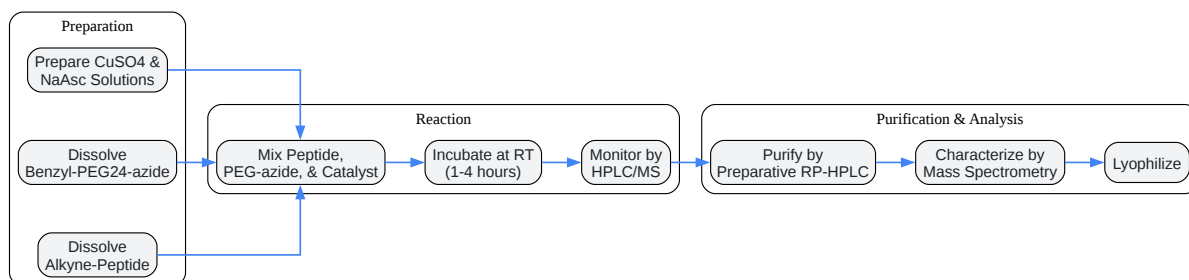 Preparation
Prepare CuSO4 &
NaAsc Solutions
Dissolve
Benzyl-PEG24-azide
Dissolve
Alkyne-Peptide
Reaction
Mix Peptide,
PEG-azide, & Catalyst
Incubate at RT
(1-4 hours)
Monitor by
HPLC/MS
Purification & Analysis
Purify by
Preparative RP-HPLC
Characterize by
Mass Spectrometry
Lyophilize